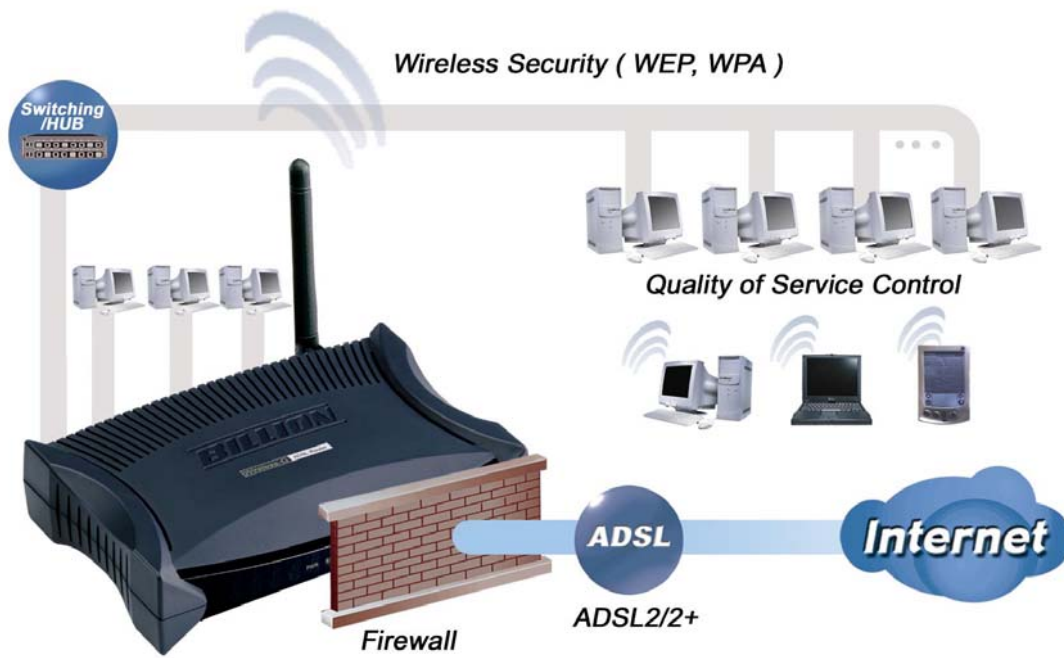 Wireless Security ( WEP, WPA )
Switching
/HUB
Quality of Service Control
BILLION
Internet
ADSL
ADSL2/2+
Firewall